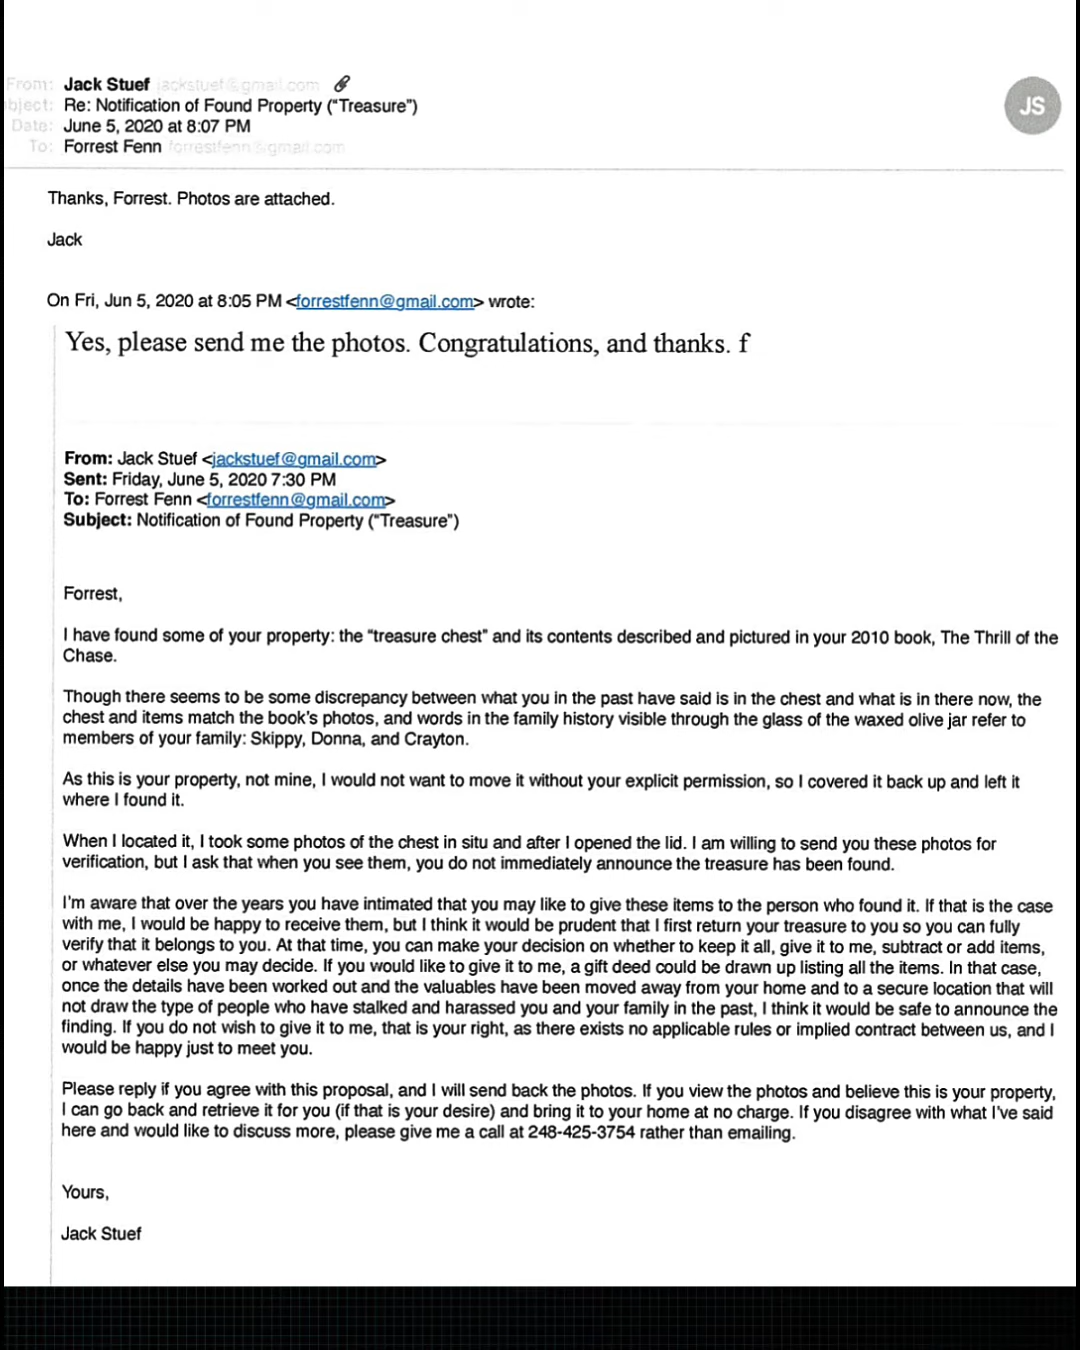 From: Jack Stuef jackstuef@gmail.com
bject: Re: Notification of Found Property ("Treasure")
Date: June 5, 2020 at 8:07 PM
To: Forrest Fenn forrestfenn@gmail.com
JS
Thanks, Forrest. Photos are attached.
Jack
On Fri, Jun 5, 2020 at 8:05 PM <forrestfenn@gmail.com> wrote:
Yes, please send me the photos. Congratulations, and thanks. f
From: Jack Stuef <jackstuef@gmail.com>
Sent: Friday, June 5, 2020 7:30 PM
To: Forrest Fenn <forrestfenn@gmail.com>
Subject: Notification of Found Property ("Treasure")
Forrest,
I have found some of your property: the "treasure chest" and its contents described and pictured in your 2010 book, The Thrill of the
Chase.
Though there seems to be some discrepancy between what you in the past have said is in the chest and what is in there now, the
chest and items match the book's photos, and words in the family history visible through the glass of the waxed olive jar refer to
members of your family: Skippy, Donna, and Crayton.
As this is your property, not mine, I would not want to move it without your explicit permission, so I covered it back up and left it
where I found it.
When I located it, I took some photos of the chest in situ and after I opened the lid. I am willing to send you these photos for
verification, but I ask that when you see them, you do not immediately announce the treasure has been found.
I'm aware that over the years you have intimated that you may like to give these items to the person who found it. If that is the case
with me, I would be happy to receive them, but I think it would be prudent that I first return your treasure to you so you can fully
verify that it belongs to you. At that time, you can make your decision on whether to keep it all, give it to me, subtract or add items,
or whatever else you may decide. If you would like to give it to me, a gift deed could be drawn up listing all the items. In that case,
once the details have been worked out and the valuables have been moved away from your home and to a secure location that will
not draw the type of people who have stalked and harassed you and your family in the past, I think it would be safe to announce the
finding. If you do not wish to give it to me, that is your right, as there exists no applicable rules or implied contract between us, and I
would be happy just to meet you.
Please reply if you agree with this proposal, and I will send back the photos. If you view the photos and believe this is your property,
I can go back and retrieve it for you (if that is your desire) and bring it to your home at no charge. If you disagree with what I've said
here and would like to discuss more, please give me a call at 248-425-3754 rather than emailing.
Yours,
Jack Stuef